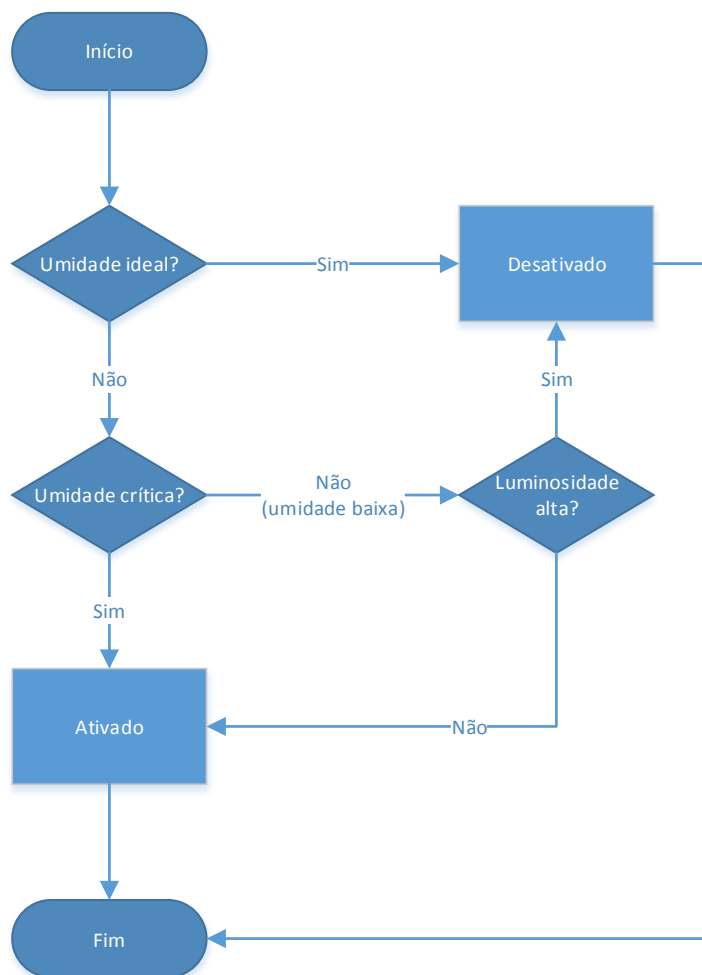 Início
Umidade ideal?
Sim
Desativado
Não
Sim
Umidade crítica?
Não
(umidade baixa)
Luminosidade
alta?
Sim
Ativado
Não
Fim